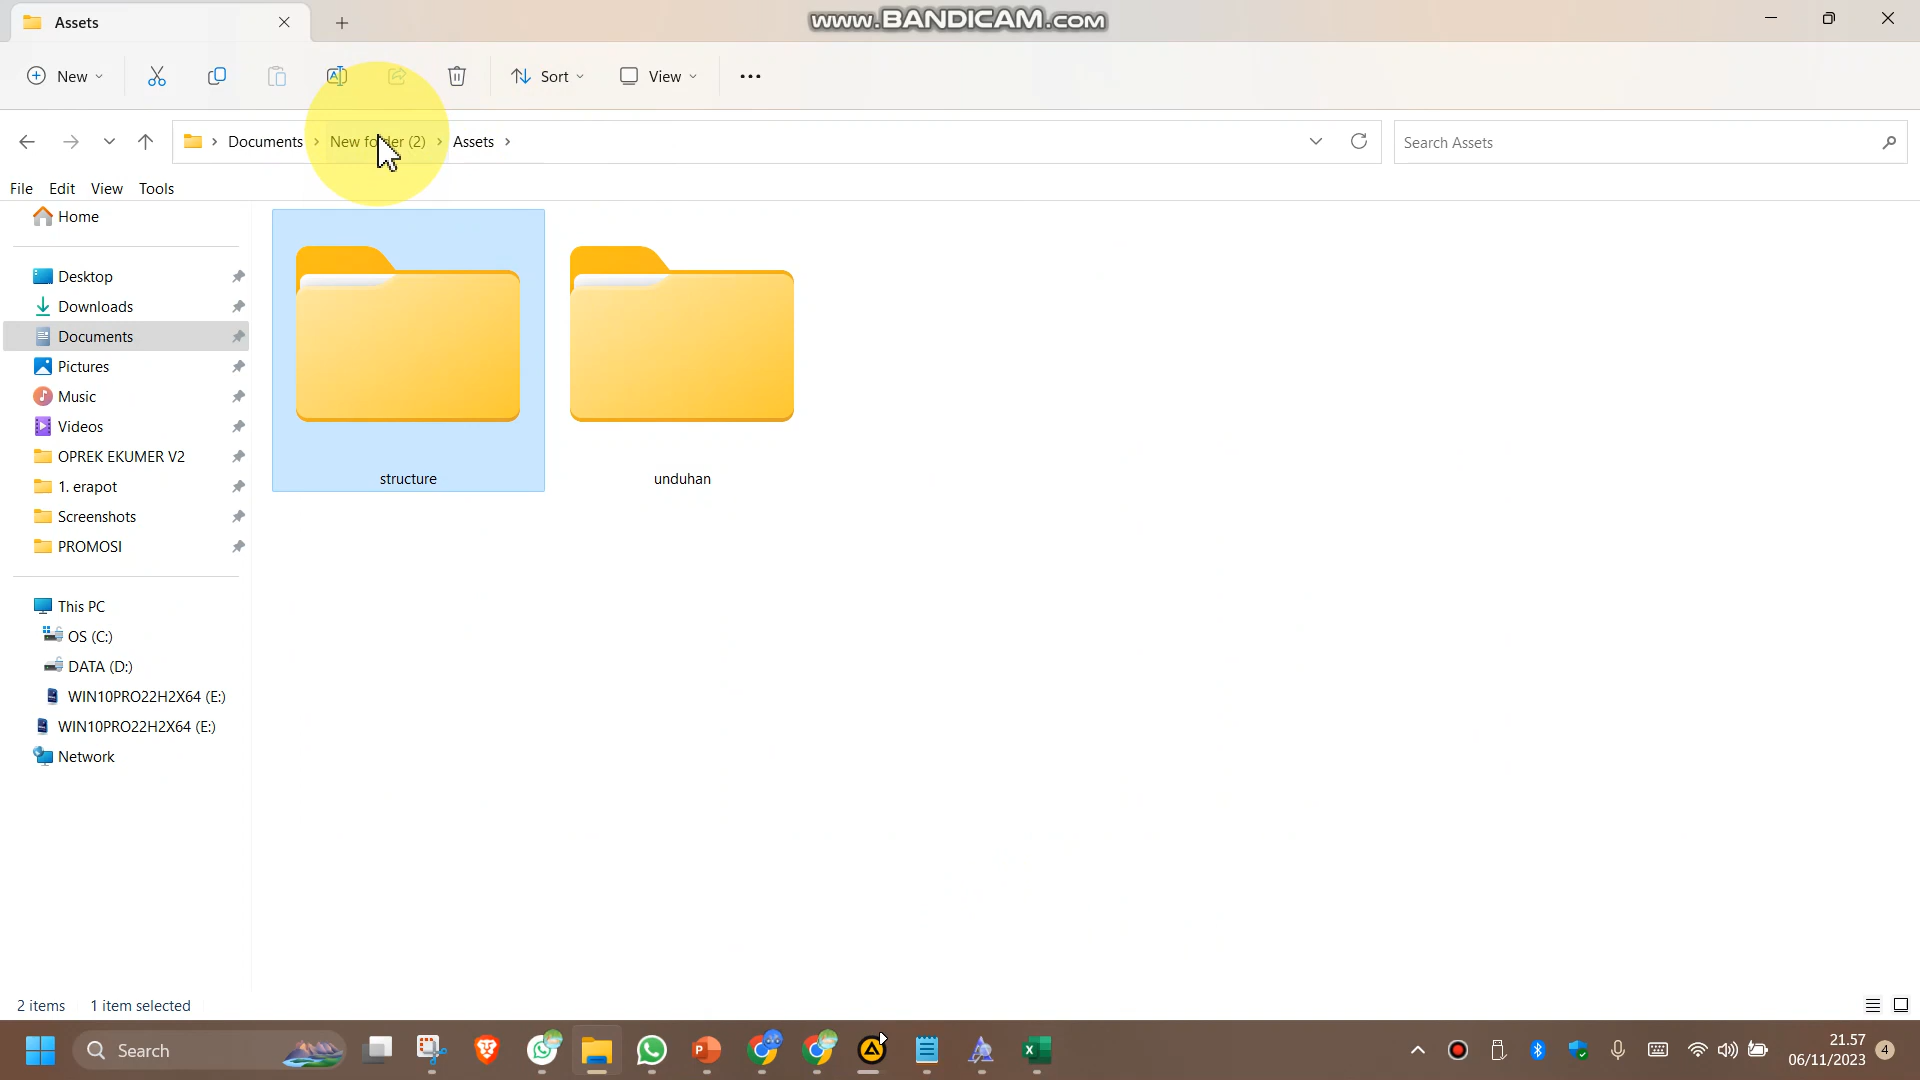 Assets
www.BANDICAM.com
New
Sort
View
Documents
New folder (2)
Assets
Search Assets
File Edit View Tools
Home
Desktop
Downloads
Documents
Pictures
Music
Videos
OPREK EKUMER V2
1. erapot
Screenshots
PROMOSI
This PC
OS (C:)
DATA (D:)
WIN10PRO22H2X64 (E:)
WIN10PRO22H2X64 (E:)
Network
structure
unduhan
2 items 1 item selected
Search
21.57
06/11/2023
4